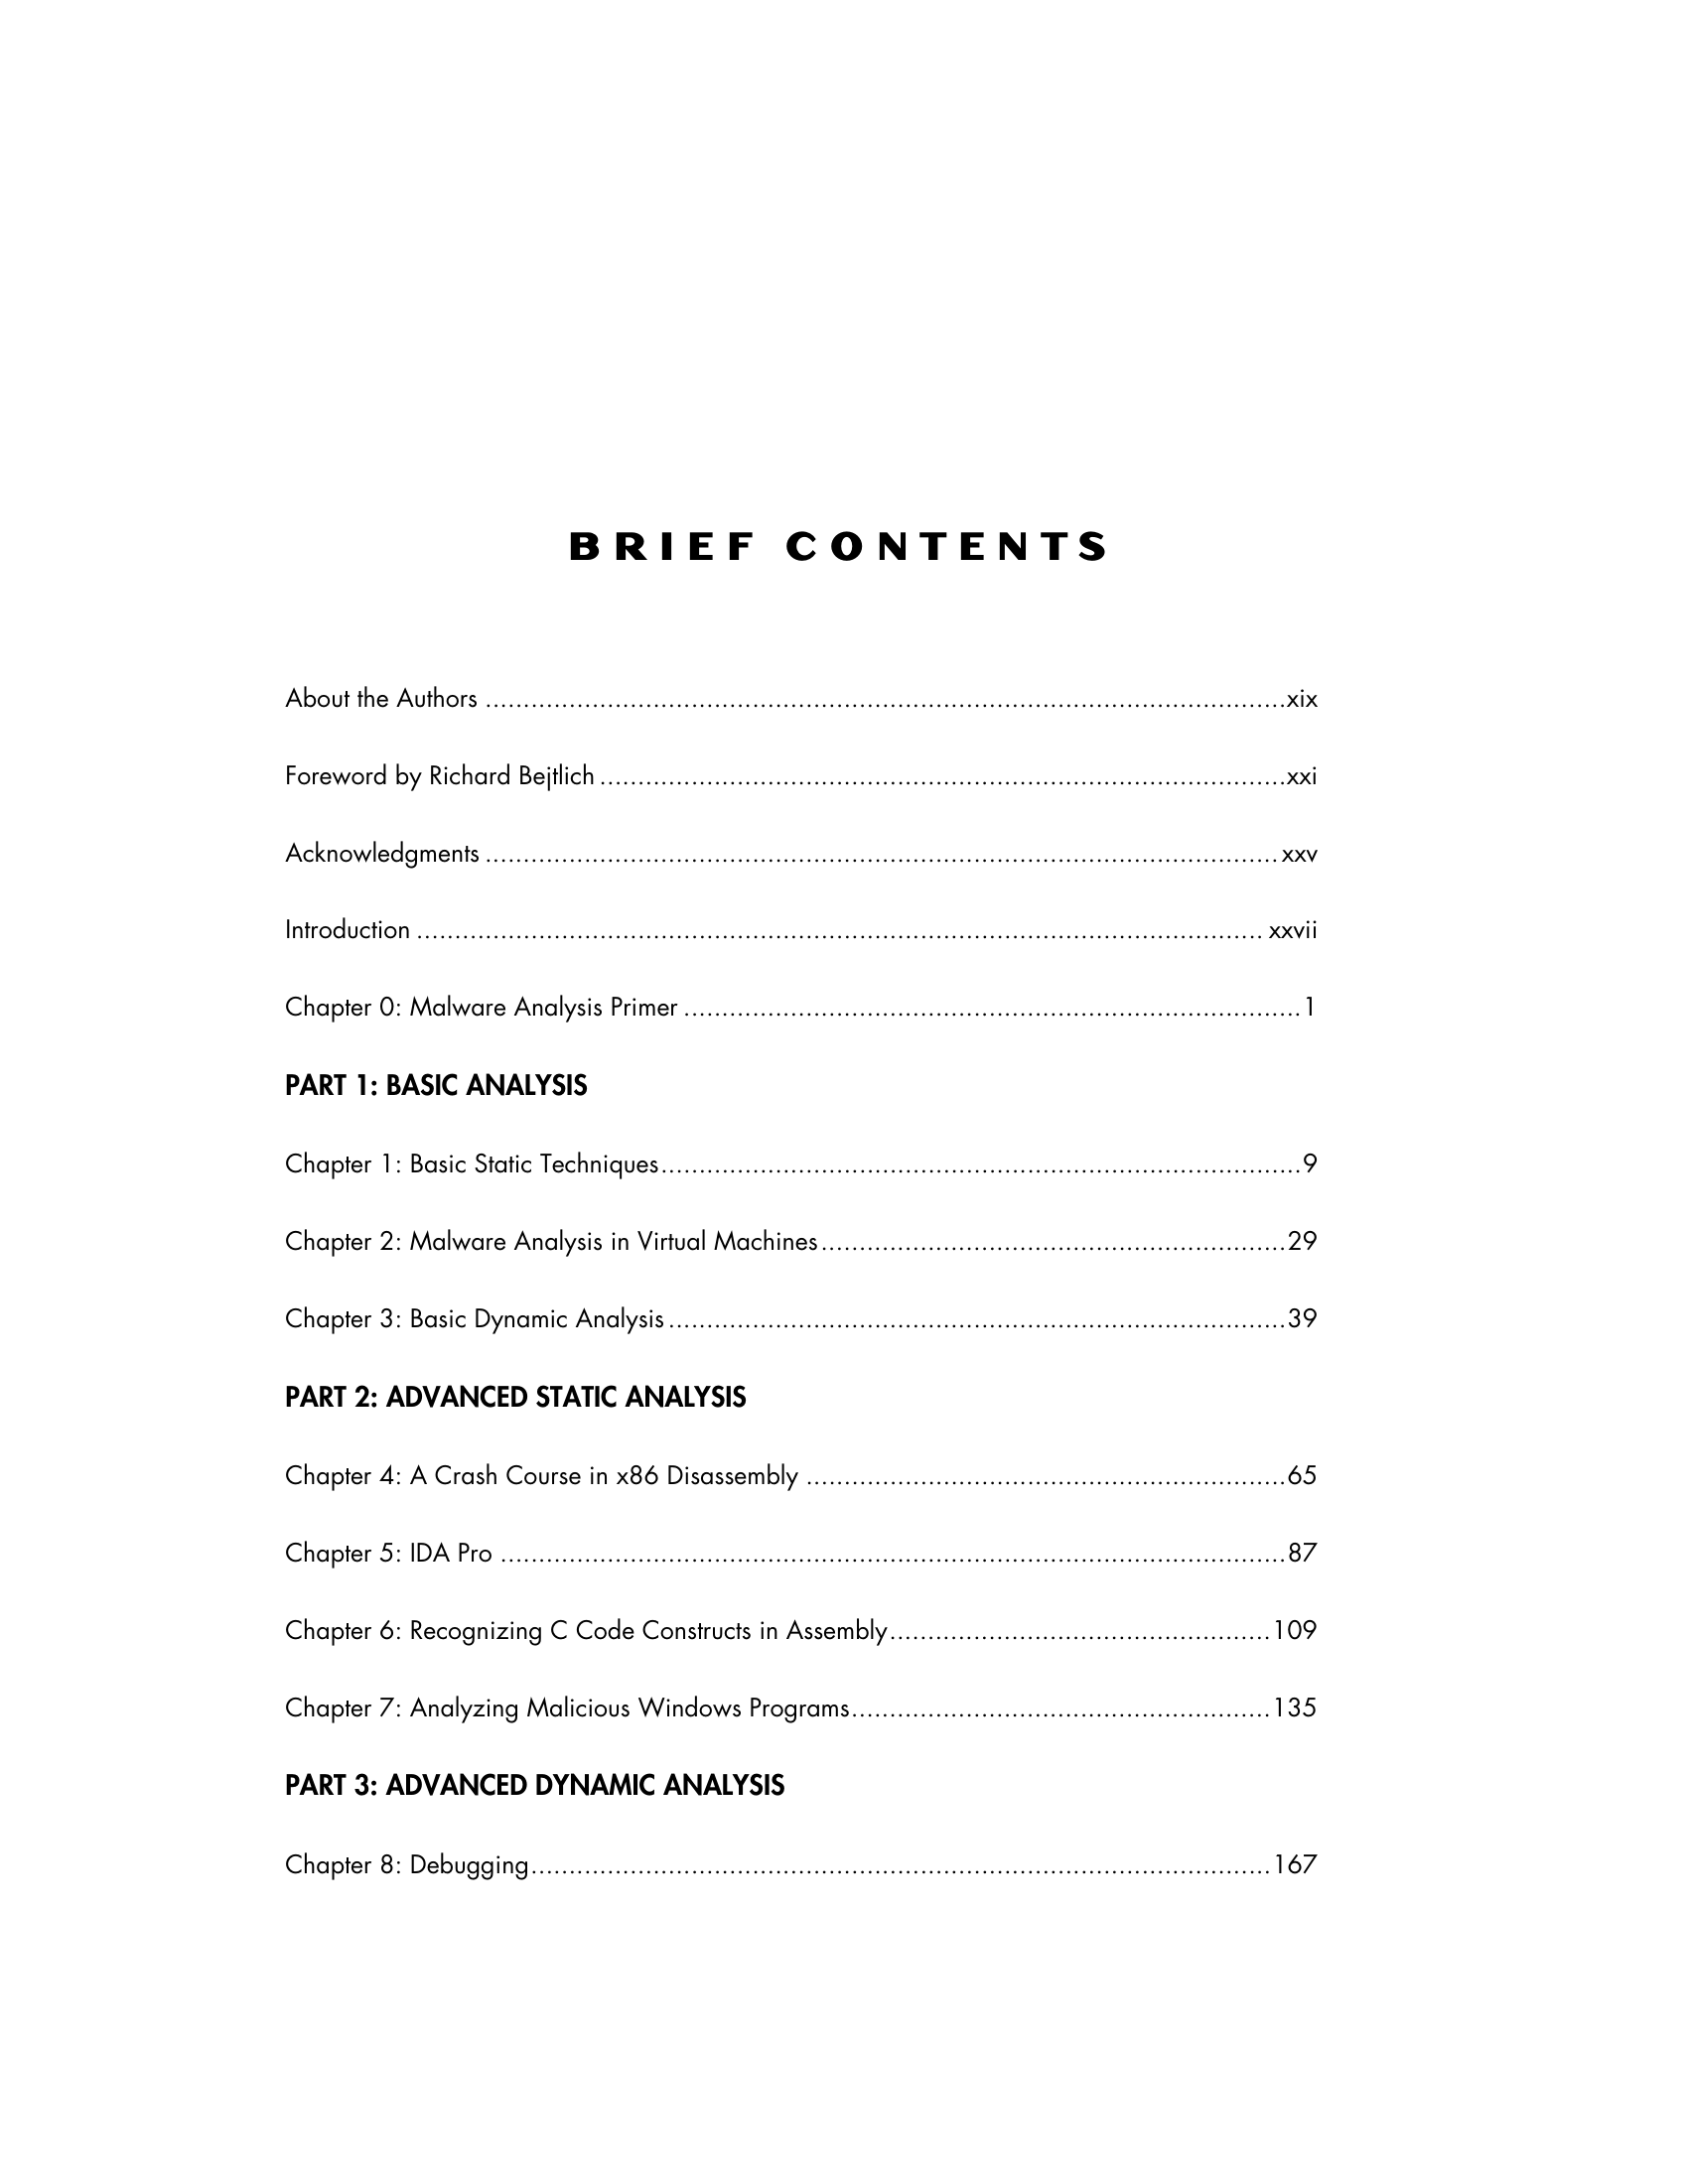 BRIEF CONTENTS
About the Authors ........................................................................................................xix
Foreword by Richard Bejtlich .........................................................................................xxi
Acknowledgments ....................................................................................................... xxv
Introduction .............................................................................................................. xxvii
Chapter 0: Malware Analysis Primer ................................................................................1
PART 1: BASIC ANALYSIS
Chapter 1: Basic Static Techniques...................................................................................9
Chapter 2: Malware Analysis in Virtual Machines.............................................................29
Chapter 3: Basic Dynamic Analysis ................................................................................39
PART 2: ADVANCED STATIC ANALYSIS
Chapter 4: A Crash Course in x86 Disassembly ...............................................................65
Chapter 5: IDA Pro ......................................................................................................87
Chapter 6: Recognizing C Code Constructs in Assembly..................................................109
Chapter 7: Analyzing Malicious Windows Programs.......................................................135
PART 3: ADVANCED DYNAMIC ANALYSIS
Chapter 8: Debugging................................................................................................167